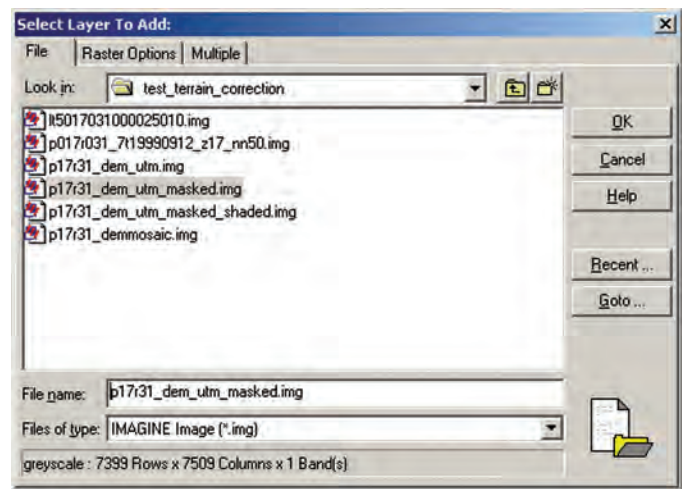 Select Layer To Add:
File Raster Options Multiple
Look in: test_terrain_correction
lt5017031000025010.img
p017r031_7t19990912_z17_nn50.img
p17r31_dem_utm.img
p17r31_dem_utm_masked.img
p17r31_dem_utm_masked_shaded.img
p17r31_demmosaic.img
OK
Cancel
Help
Recent ...
Goto ...
File name: p17r31_dem_utm_masked.img
Files of type: IMAGINE Image (*.img)
greyscale : 7399 Rows x 7509 Columns x 1 Band(s)